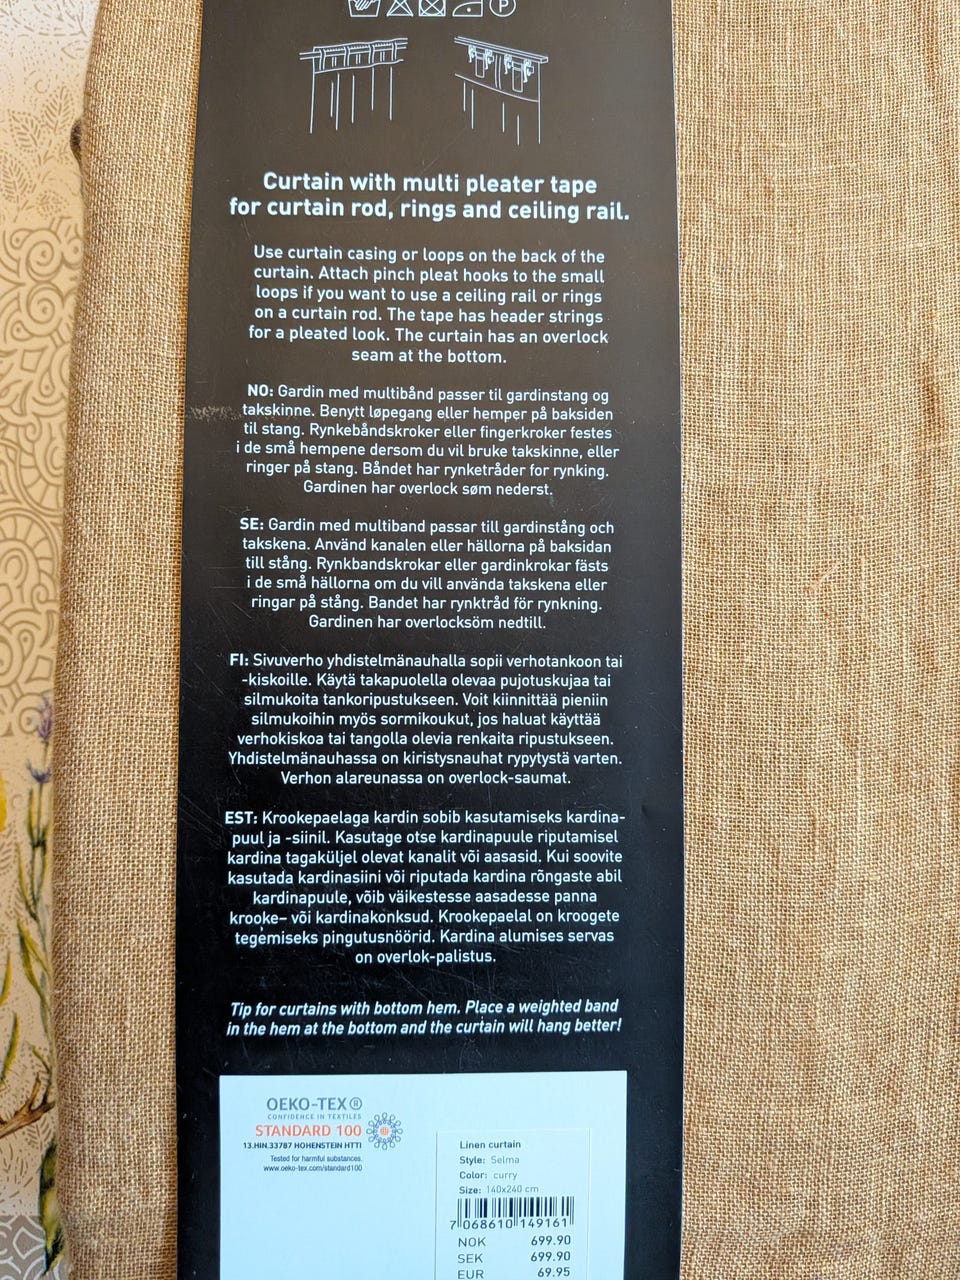 P
Curtain with multi pleater tape
for curtain rod, rings and ceiling rail.
Use curtain casing or loops on the back of the
curtain. Attach pinch pleat hooks to the small
loops if you want to use a ceiling rail or rings
on a curtain rod. The tape has header strings
for a pleated look. The curtain has an overlock
seam at the bottom.
NO: Gardin med multibånd passer til gardinstang og
takskinne. Benytt løpegang eller hemper på baksiden
til stang. Rynkebåndskroker eller fingerkroker festes
i de små hempene dersom du vil bruke takskinne, eller
ringer på stang. Båndet har rynketråder for rynking.
Gardinen har overlock søm nederst.
SE: Gardin med multiband passar till gardinstång och
takskena. Använd kanalen eller hällorna på baksidan
till stång. Rynkbandskrokar eller gardinkrokar fästs
i de små hällorna om du vill använda takskena eller
ringar på stång. Bandet har rynktråd för rynkning.
Gardinen har overlocksöm nedtill.
FI: Sivuverho yhdistelmänauhalla sopii verhotankoon tai
-kiskoille. Käytä takapuolella olevaa pujotuskujaa tai
silmukoita tankoripustukseen. Voit kiinnittää pieniin
silmukoihin myös sormikoukut, jos haluat käyttää
verhokiskoa tai tangolla olevia renkaita ripustukseen.
Yhdistelmänauhassa on kiristysnauhat rypytystä varten.
Verhon alareunassa on overlock-saumat.
EST: Krookepaelaga kardin sobib kasutamiseks kardina-
puul ja -siinil. Kasutage otse kardinapuule riputamisel
kardina tagaküljel olevat kanalit või aasasid. Kui soovite
kasutada kardinasiini või riputada kardina rõngaste abil
kardinapuule, võib väikestesse aasadesse panna
krooke– või kardinakonksud. Krookepaelal on kroogete
tegemiseks pingutusnöörid. Kardina alumises servas
on overlok-palistus.
Tip for curtains with bottom hem. Place a weighted band
in the hem at the bottom and the curtain will hang better!
OEKO-TEX®
CONFIDENCE IN TEXTILES
STANDARD 100
13.HIN.33787 HOHENSTEIN HTTI
Tested for harmful substances.
www.oeko-tex.com/standard100
Linen curtain
Style: Selma
Color: curry
Size: 140x240 cm
7 068610 149161
NOK 699.90
SEK 699.90
EUR 69.95